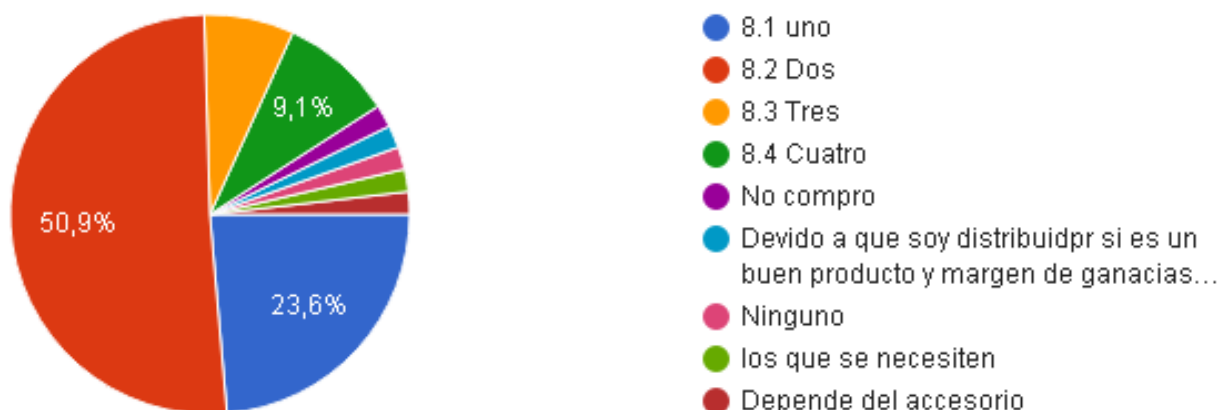 9,1%
50,9%
23,6%
8.1 uno
8.2 Dos
8.3 Tres
8.4 Cuatro
No compro
Devido a que soy distribuidpr si es un
buen producto y margen de ganacias...
Ninguno
los que se necesiten
Depende del accesorio